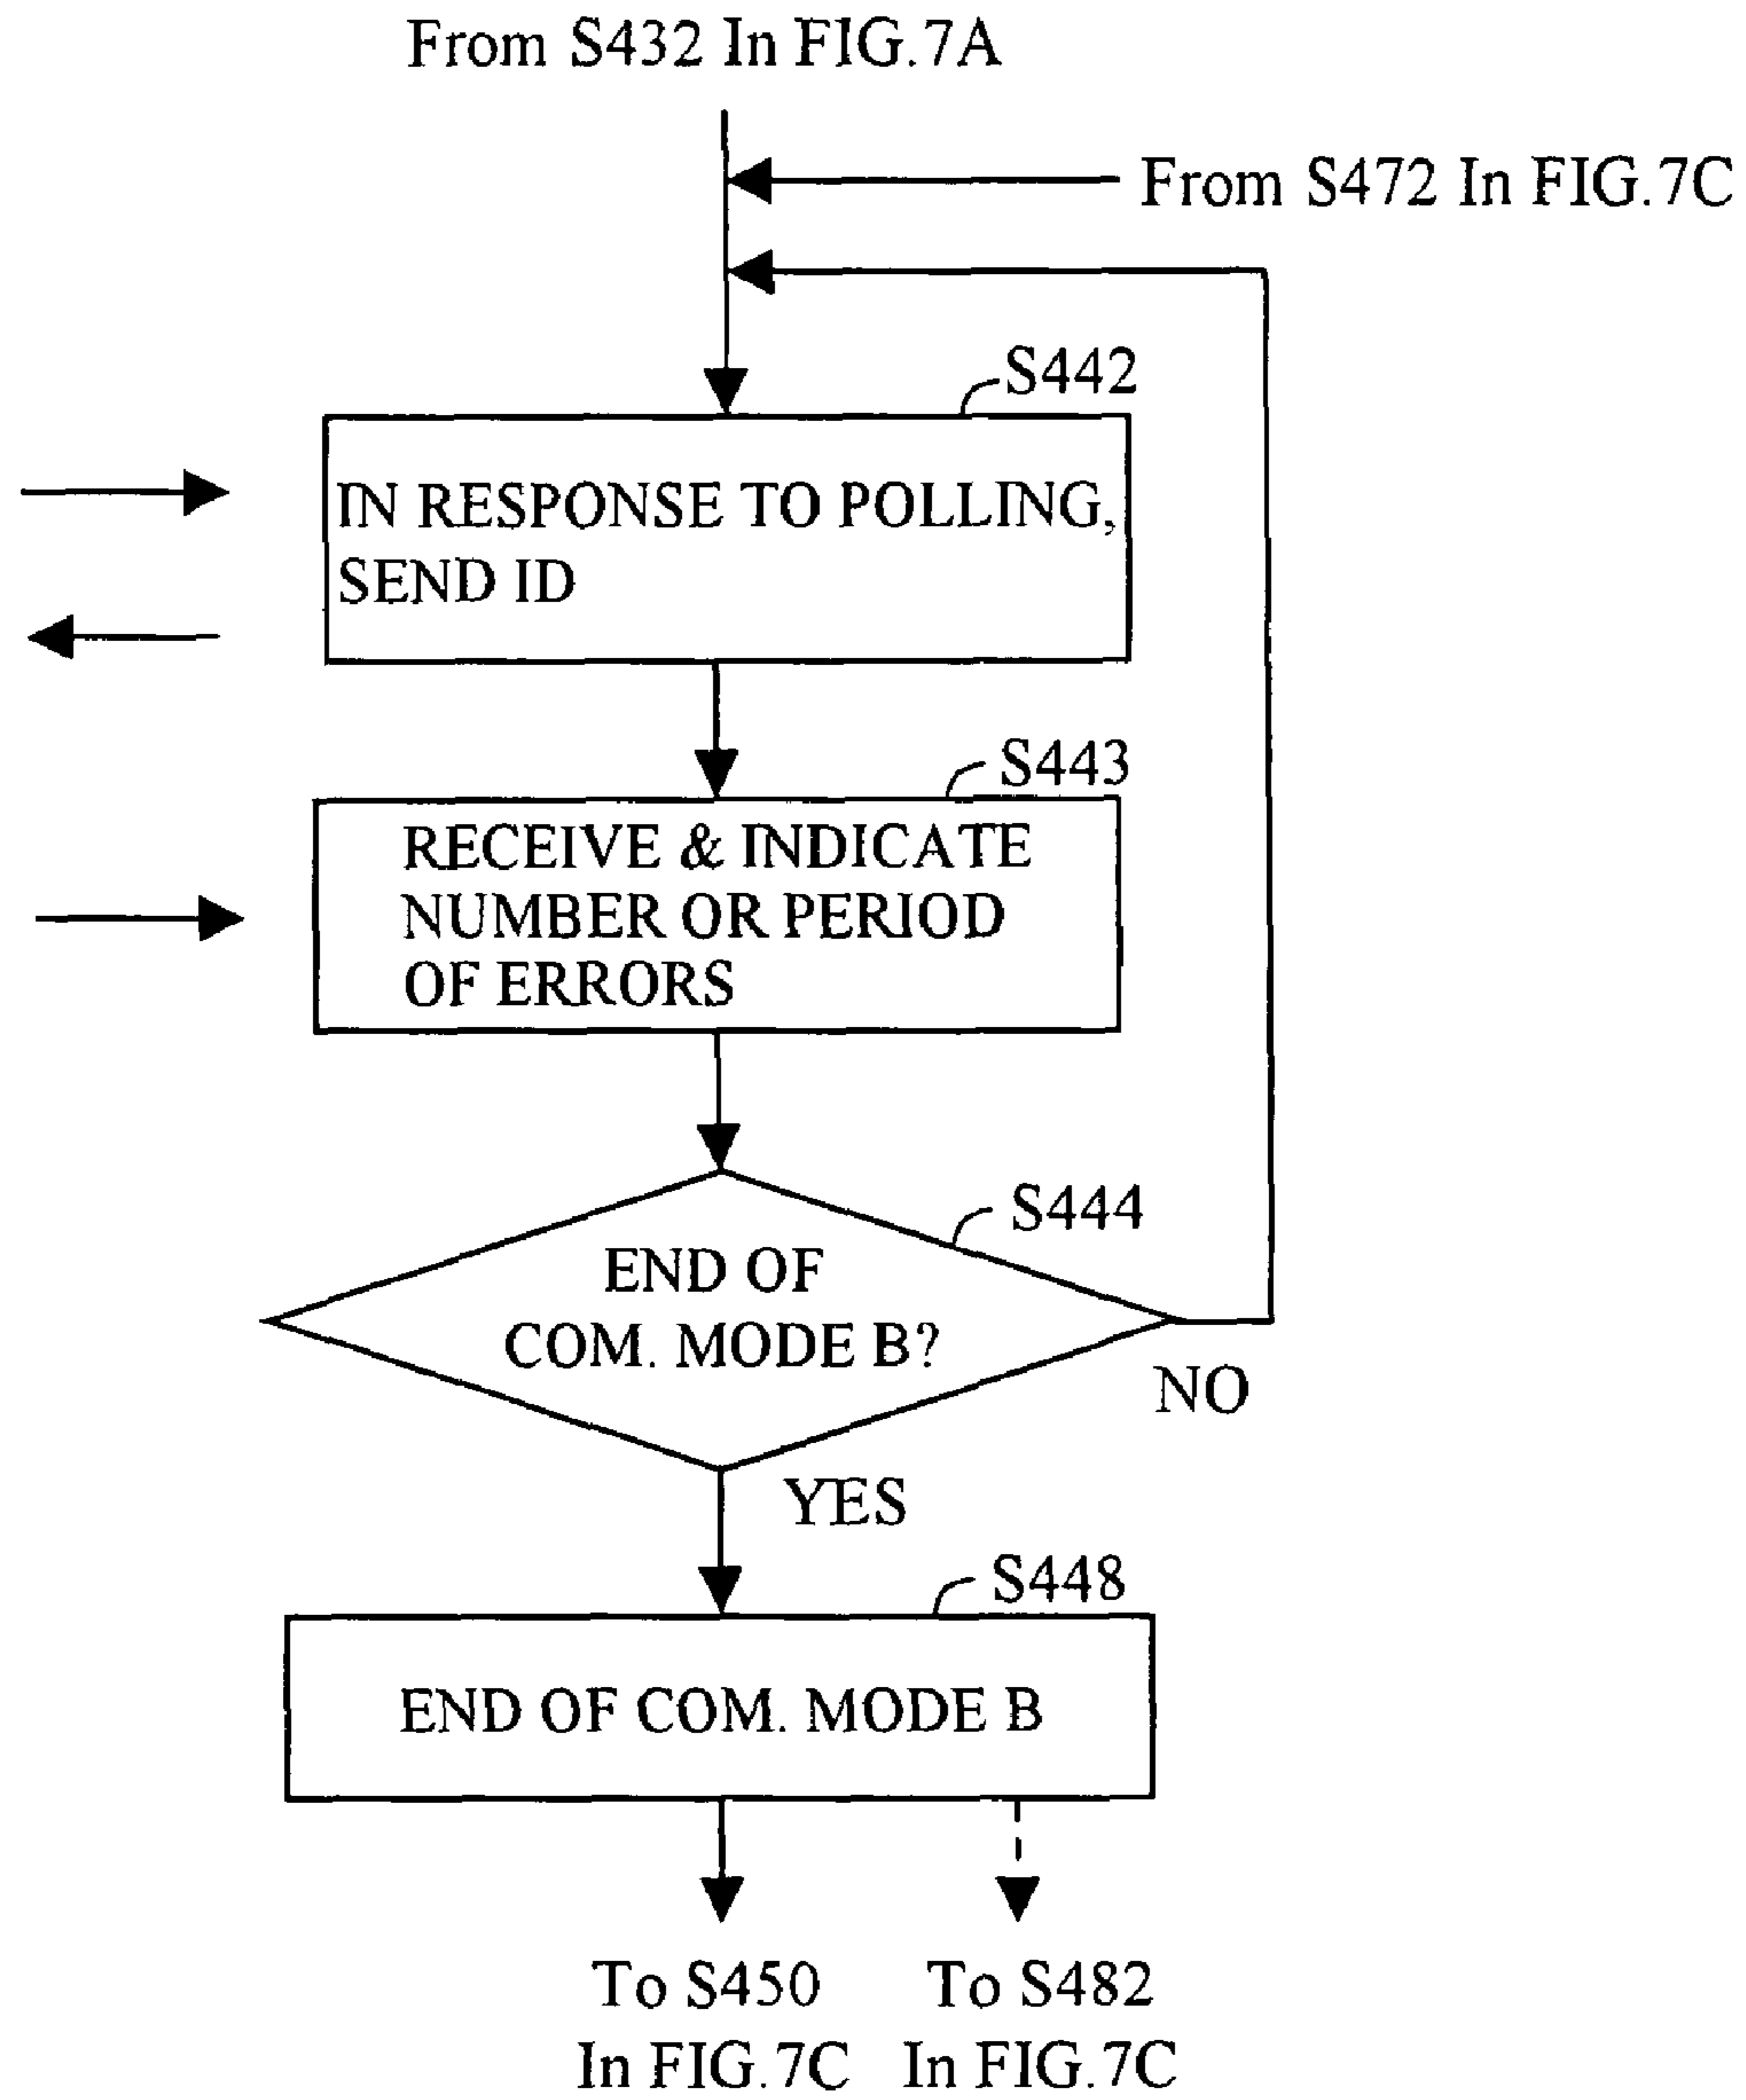 From S432 In FIG.7A
From S472 In FIG.7C
S442
IN RESPONSE TO POLLING,
SEND ID
S443
RECEIVE & INDICATE
NUMBER OR PERIOD
OF ERRORS
S444
END OF
COM. MODE B?
NO
YES
S448
END OF COM. MODE B
To S450
In FIG.7C
To S482
In FIG.7C